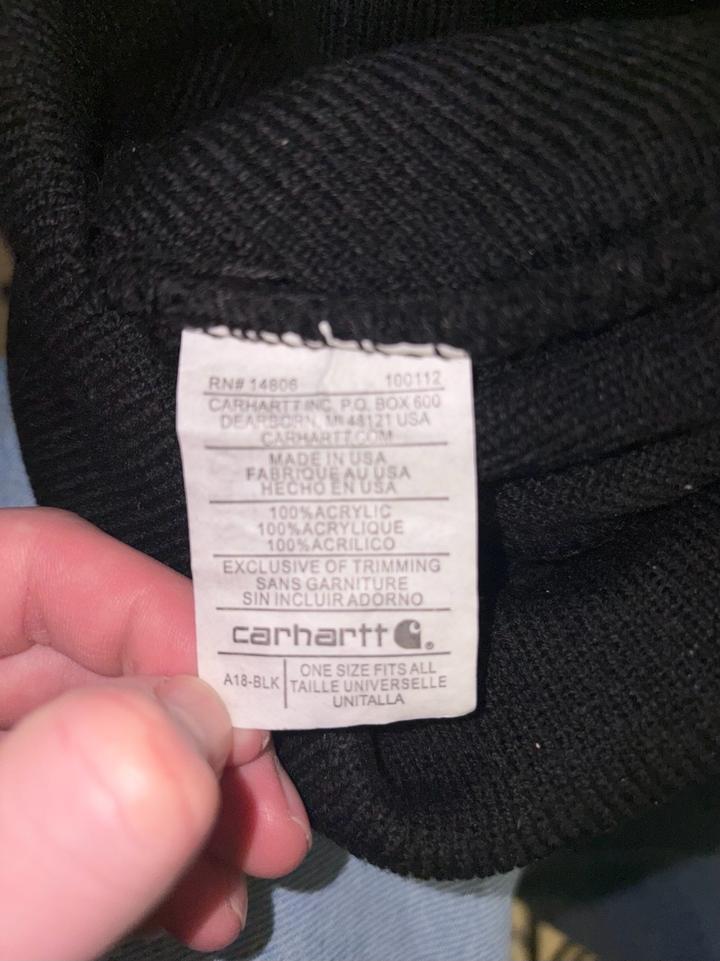 RN# 14806 100112
CARHARTT INC. P.O. BOX 600
DEARBORN, MI 48121 USA
CARHARTT.COM
MADE IN USA
FABRIQUE AU USA
HECHO EN USA
100% ACRYLIC
100% ACRYLIQUE
100% ACRILICO
EXCLUSIVE OF TRIMMING
SANS GARNITURE
SIN INCLUIR ADORNO
carhartt ®
A18-BLK
ONE SIZE FITS ALL
TAILLE UNIVERSELLE
UNITALLA